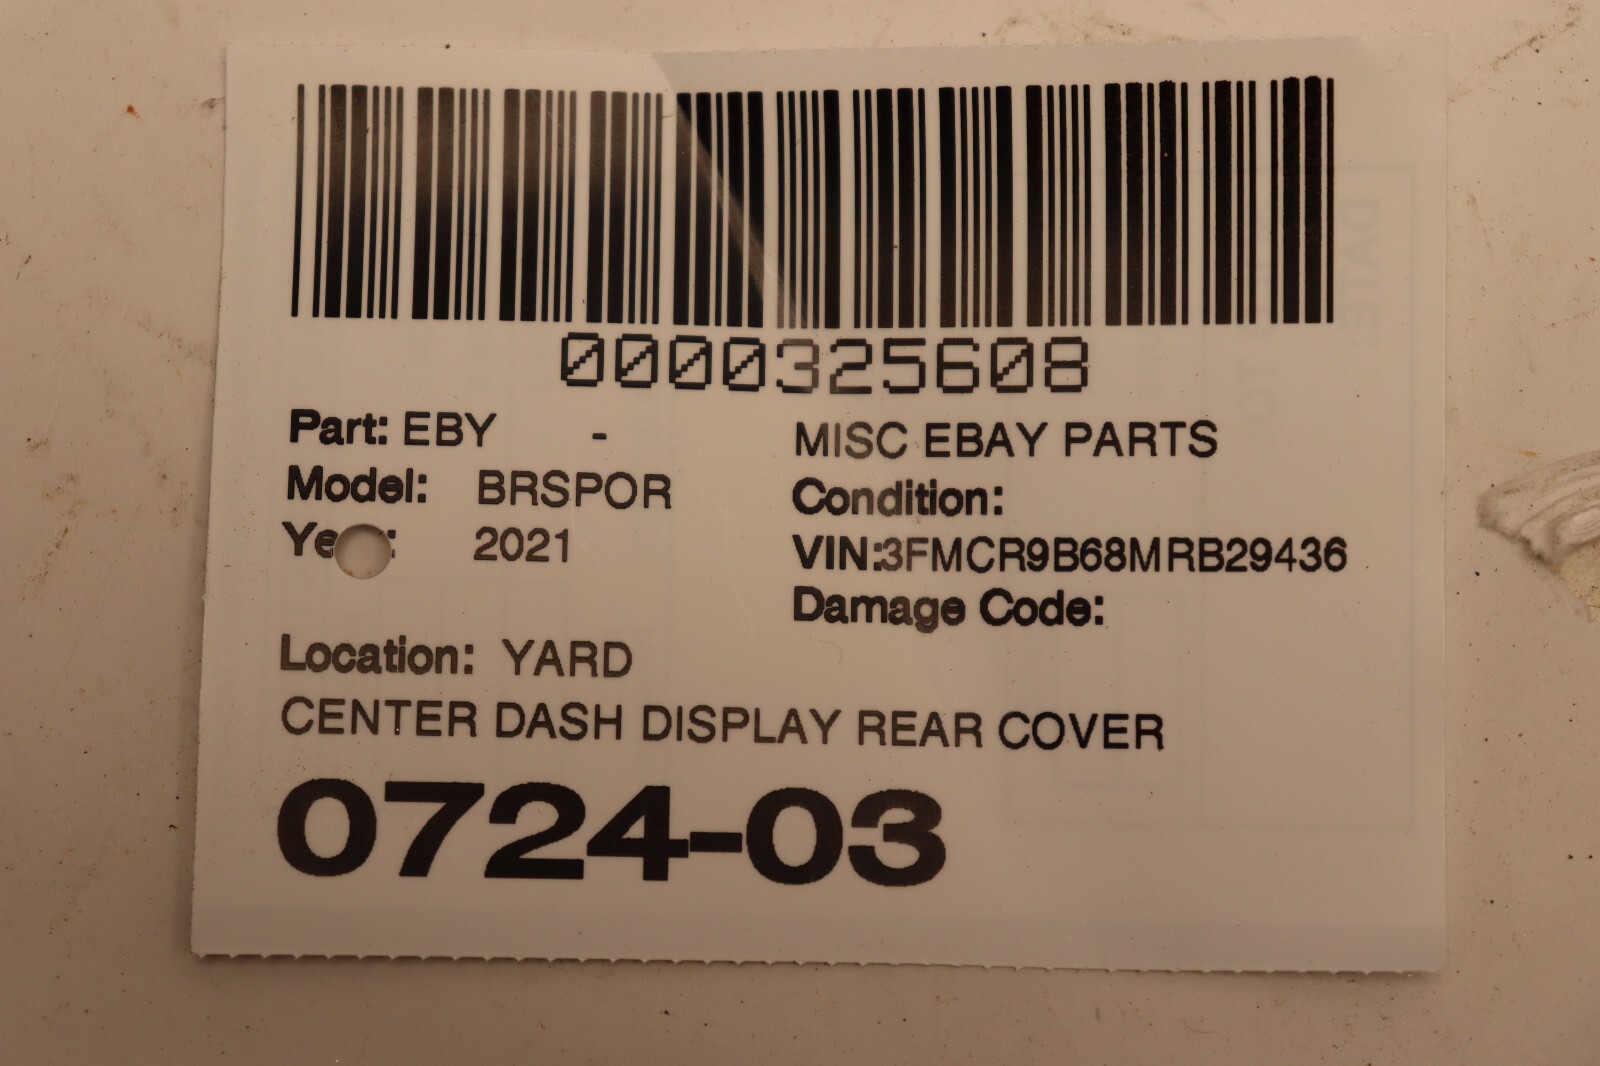 0000325608
Part: EBY - MISC EBAY PARTS
Model: BRSPOR Condition:
Ye : 2021 VIN:3FMCR9B68MRB29436
Damage Code:
Location: YARD
CENTER DASH DISPLAY REAR COVER
0724-03